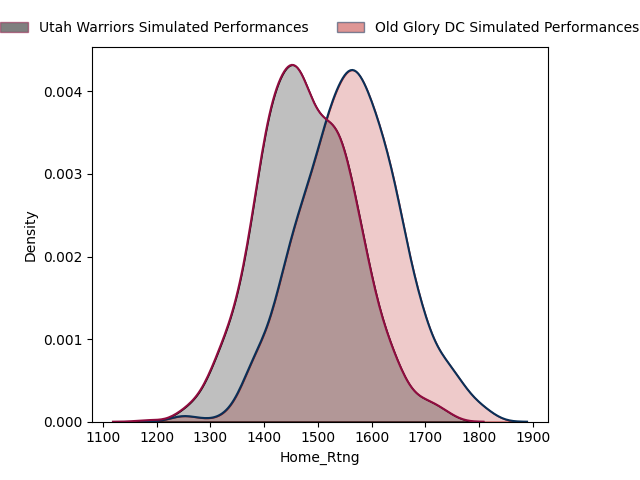 Utah Warriors Simulated Performances Old Glory DC Simulated Performances
0.004
0.003
0.002
0.001
0.000
Density
1100 1200 1300 1400 1500 1600 1700 1800 1900
Home_Rtng